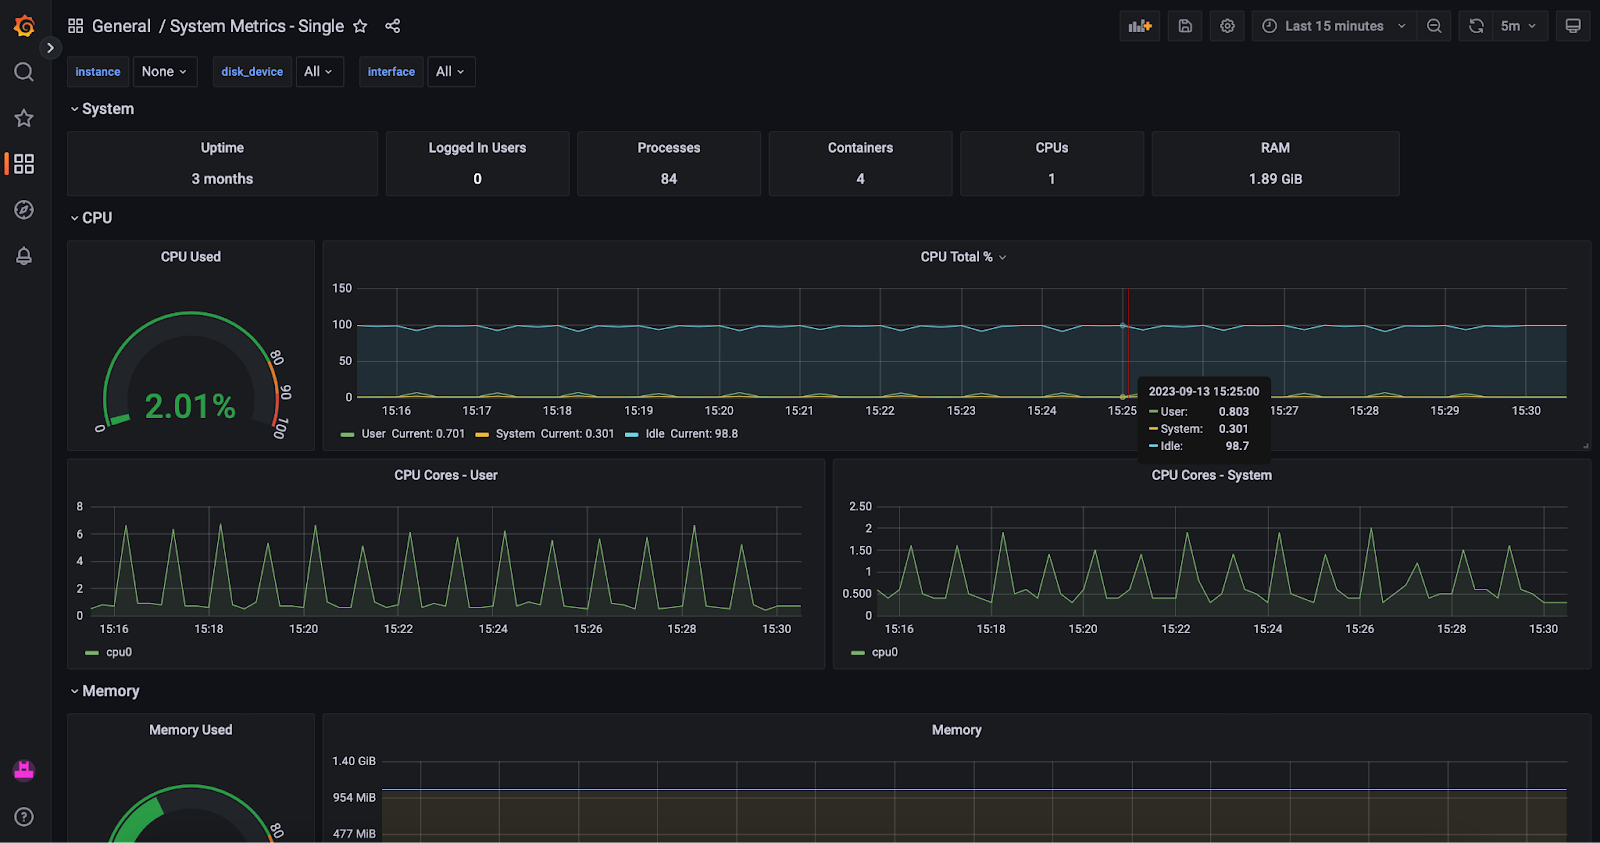 General / System Metrics - Single
Last 15 minutes
5m
instance None disk_device All interface All
System
Uptime
3 months
Logged In Users
0
Processes
84
Containers
4
CPUs
1
RAM
1.89 GiB
CPU
CPU Used
2.01%
0 80 90 100
CPU Total %
150
100
50
0
15:16 15:17 15:18 15:19 15:20 15:21 15:22 15:23 15:24 15:25 15:27 15:28 15:29 15:30
User Current: 0.701 System Current: 0.301 Idle Current: 98.8
2023-09-13 15:25:00
User: 0.803
System: 0.301
Idle: 98.7
CPU Cores - User
8
6
4
2
0
15:16 15:18 15:20 15:22 15:24 15:26 15:28 15:30
cpu0
CPU Cores - System
2.50
2
1.50
1
0.500
0
15:16 15:18 15:20 15:22 15:24 15:26 15:28 15:30
cpu0
Memory
Memory Used
80
Memory
1.40 GiB
954 MiB
477 MiB